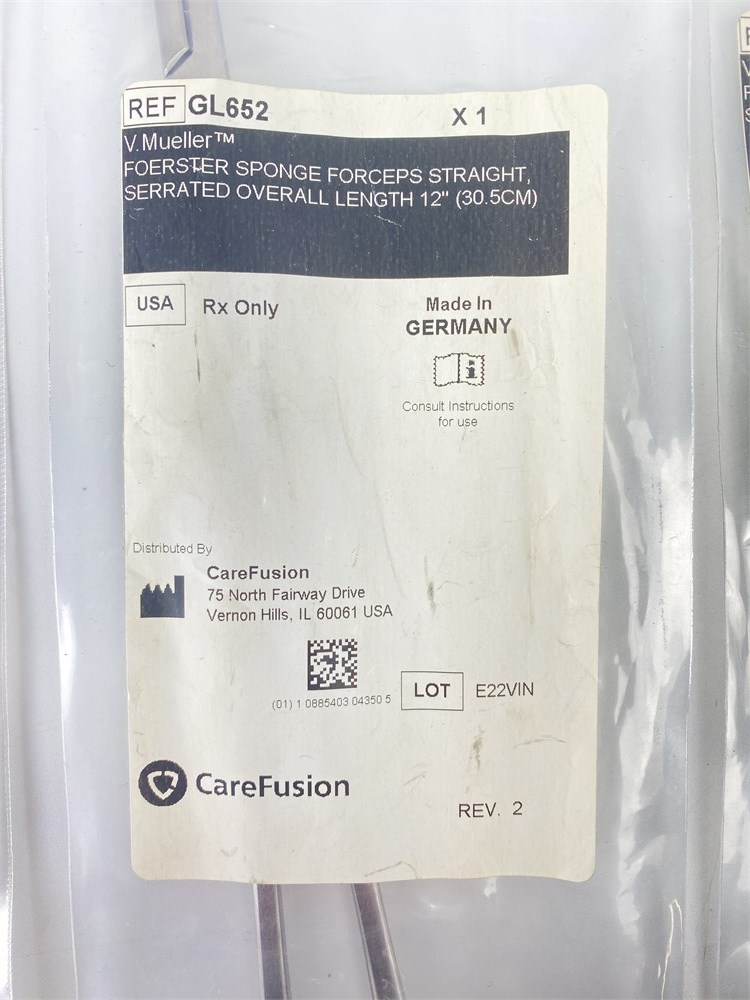 REF GL652 X 1
V. Mueller™
FOERSTER SPONGE FORCEPS STRAIGHT,
SERRATED OVERALL LENGTH 12" (30.5CM)
USA Rx Only
Made In
GERMANY
Consult Instructions
for use
Distributed By
CareFusion
75 North Fairway Drive
Vernon Hills, IL 60061 USA
(01) 1 0885403 04350 5
LOT E22VIN
CareFusion
REV. 2